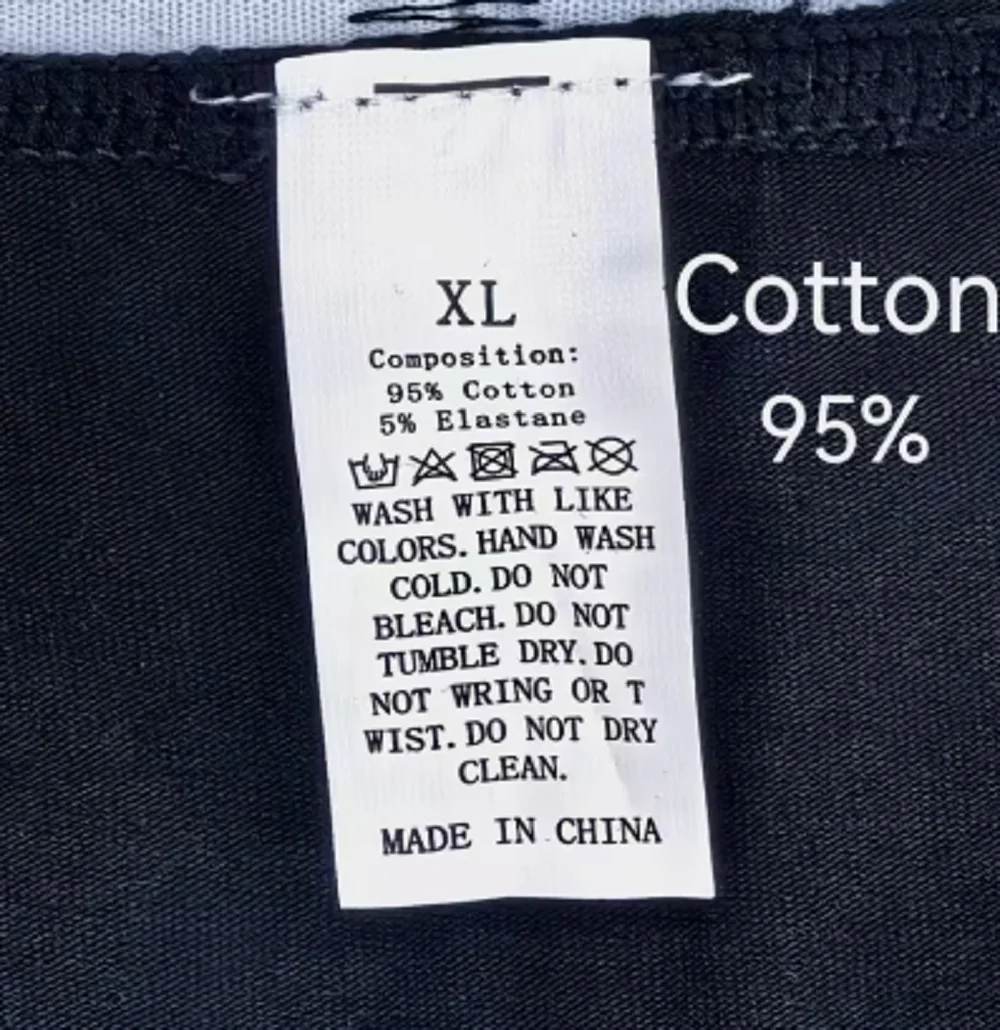 XL
Composition:
95% Cotton
5% Elastane
WASH WITH LIKE
COLORS. HAND WASH
COLD. DO NOT
BLEACH. DO NOT
TUMBLE DRY. DO
NOT WRING OR T
WIST. DO NOT DRY
CLEAN.
MADE IN CHINA
Cotton
95%